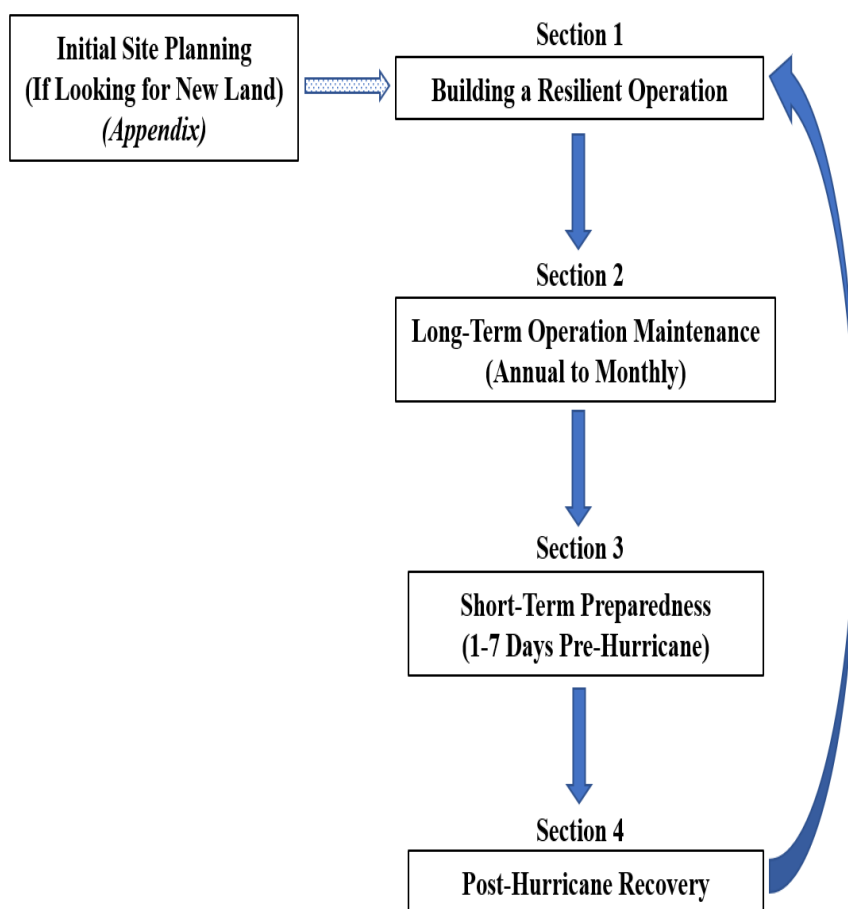 Initial Site Planning
(If Looking for New Land)
(Appendix)
Section 1
Building a Resilient Operation
Section 2
Long-Term Operation Maintenance
(Annual to Monthly)
Section 3
Short-Term Preparedness
(1-7 Days Pre-Hurricane)
Section 4
Post-Hurricane Recovery